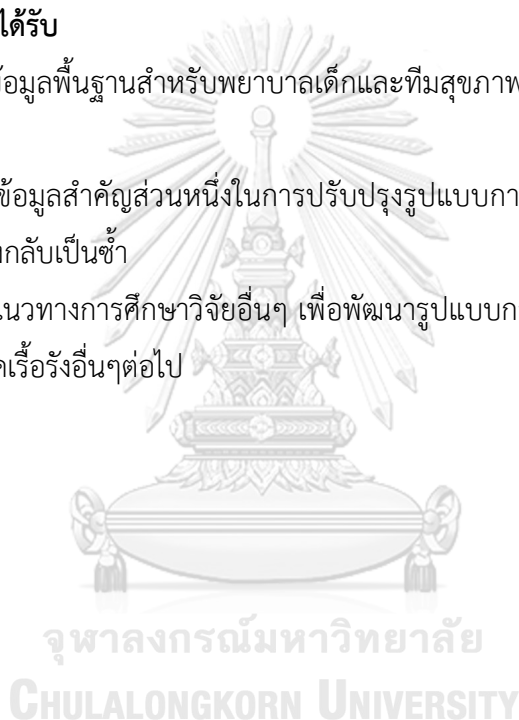 ได้รับ
ข้อมูลพื้นฐานสำหรับพยาบาลเด็กและทีมสุขภาพ
ข้อมูลสำคัญส่วนหนึ่งในการปรับปรุงรูปแบบกา
กลับเป็นซ้ำ
แนวทางการศึกษาวิจัยอื่นๆ เพื่อพัฒนารูปแบบก
เรื้อรังอื่นๆต่อไป
จุฬาลงกรณ์มหาวิทยาลัย
CHULALONGKORN UNIVERSITY